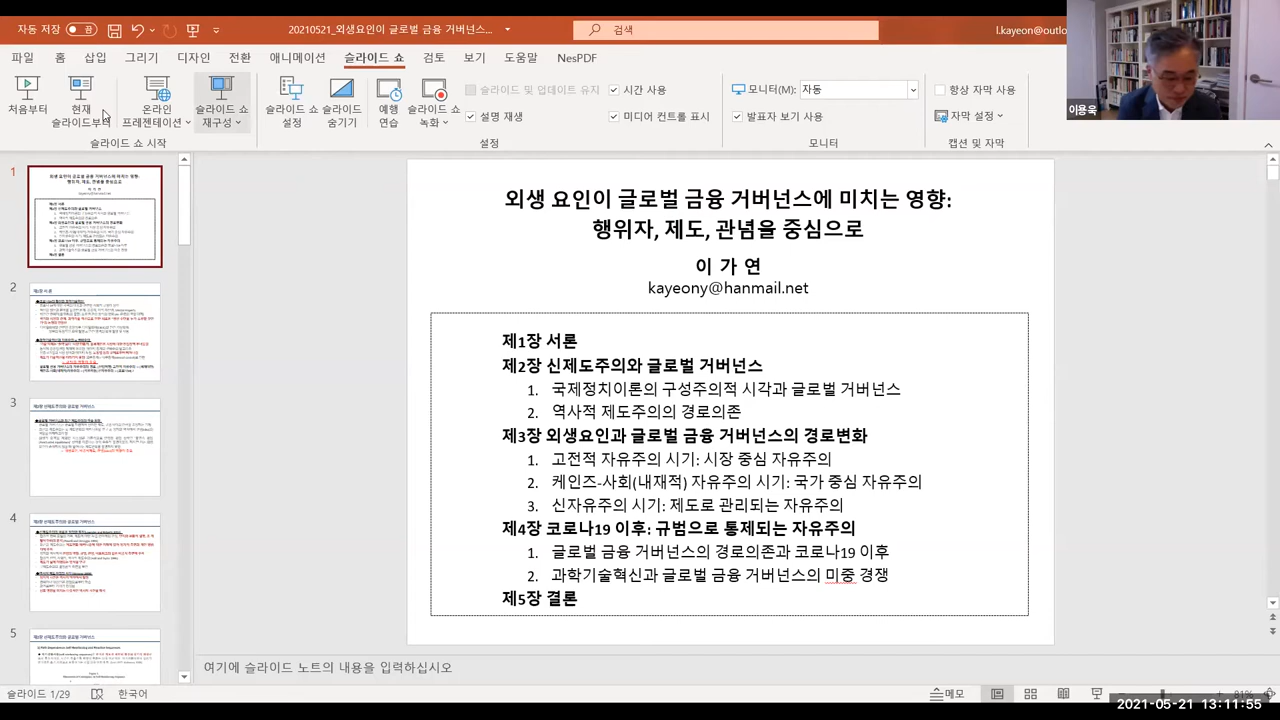 자동 저장 끔
20210521_외생요인이 글로벌 금융 거버넌스...
검색
l.kayeon@outlo
이용욱
파일 홈 삽입 그리기 디자인 전환 애니메이션 슬라이드 쇼 검토 보기 도움말 NesPDF
처음부터
현재
슬라이드부터
온라인
프레젠테이션
슬라이드 쇼
재구성
슬라이드 쇼
설정
슬라이드
숨기기
예행
연습
슬라이드 쇼
녹화
슬라이드 및 업데이트 유지
설명 재생
시간 사용
미디어 컨트롤 표시
모니터(M): 자동
발표자 보기 사용
항상 자막 사용
자막 설정
슬라이드 쇼 시작
설정
모니터
캡션 및 자막
1
2
3
4
5
외생 요인이 글로벌 금융 거버넌스에 미치는 영향:
행위자, 제도, 관념을 중심으로
이 가 연
kayeony@hanmail.net
제1장 서론
제2장 신제도주의와 글로벌 거버넌스
1. 국제정치이론의 구성주의적 시각과 글로벌 거버넌스
2. 역사적 제도주의의 경로의존
제3장 외생요인과 글로벌 금융 거버넌스의 경로변화
1. 고전적 자유주의 시기: 시장 중심 자유주의
2. 케인즈-사회(내재적) 자유주의 시기: 국가 중심 자유주의
3. 신자유주의 시기: 제도로 관리되는 자유주의
제4장 코로나19 이후: 규범으로 통제되는 자유주의
1. 글로벌 금융 거버넌스의 경로의존과 코로나19 이후
2. 과학기술혁신과 글로벌 금융 거버넌스의 미중 경쟁
제5장 결론
여기에 슬라이드 노트의 내용을 입력하십시오
슬라이드 1/29
한국어
메모
81%
2021-05-21 13:11:55